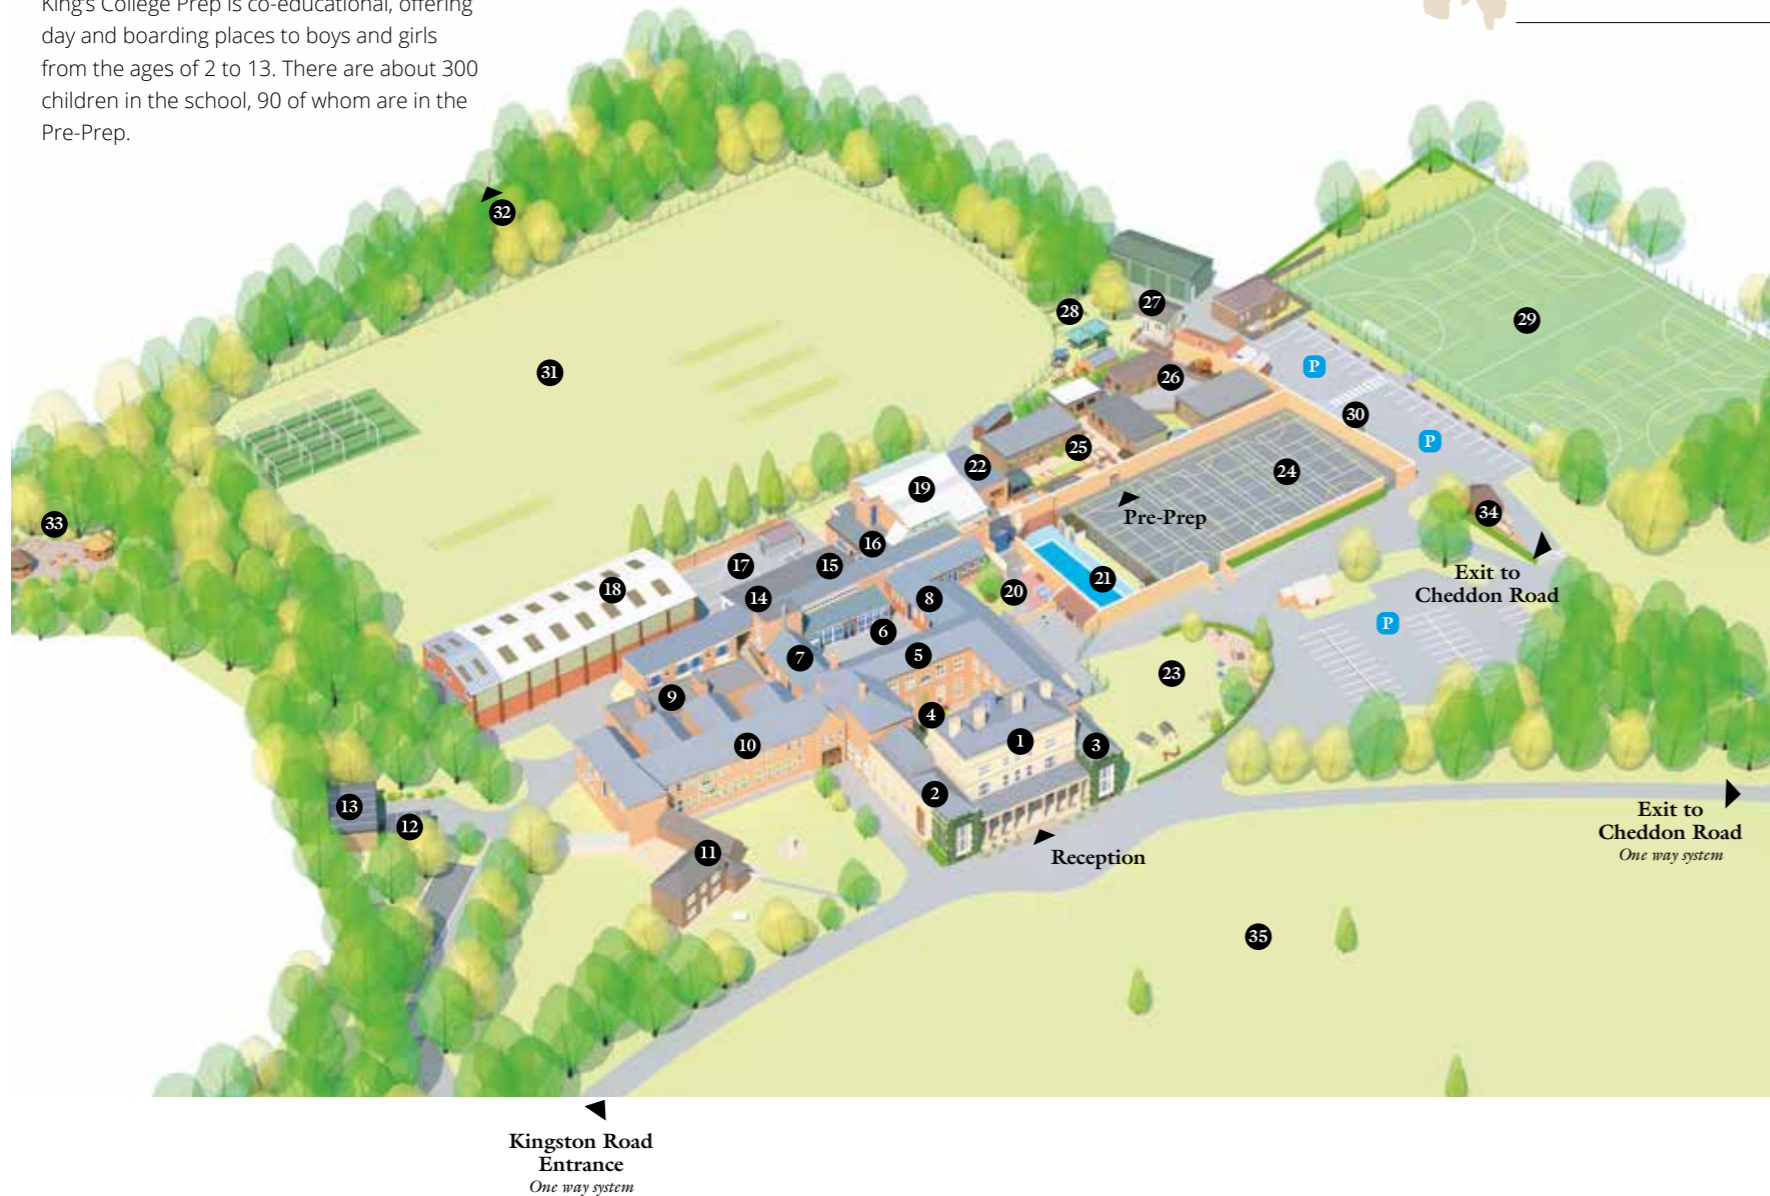 King's College Prep is co-educational, offering
day and boarding places to boys and girls
from the ages of 2 to 13. There are about 300
children in the school, 90 of whom are in the
Pre-Prep.
32
28
27
29
31
P
26
30
P
25
22
24
19
33
Pre-Prep
34
16
15
17
21
Exit to
Cheddon Road
18
14
8
20
P
6
7
5
23
9
4
10
1
3
2
13
12
Exit to
Cheddon Road
One way system
11
Reception
35
Kingston Road
Entrance
One way system